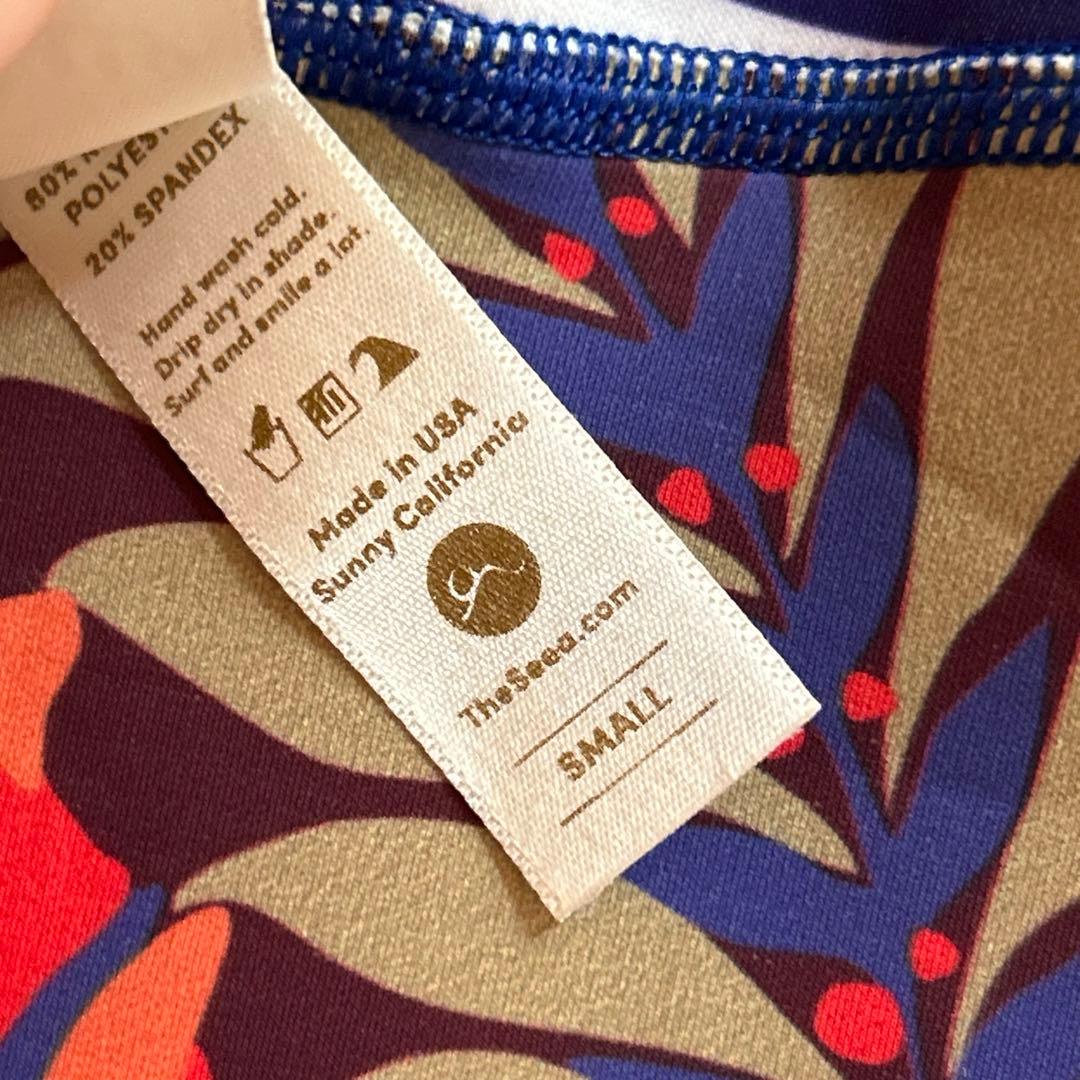 80%
POLYEST
20% SPANDEX
Hand wash cold.
Drip dry in shade.
Surf and smile a lot.
Made in USA
Sunny California
TheSeea.com
SMALL